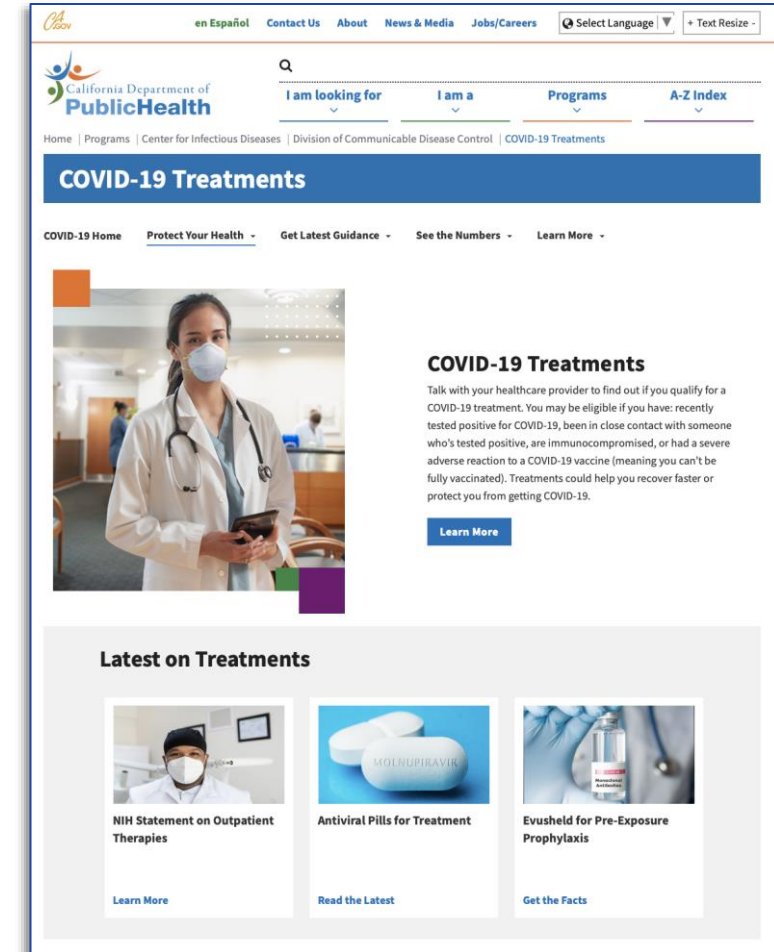 CA.GOV
en Español Contact Us About News & Media Jobs/Careers Select Language ▼ + Text Resize -
California Department of
PublicHealth
I am looking for I am a Programs A-Z Index
Home | Programs | Center for Infectious Diseases | Division of Communicable Disease Control | COVID-19 Treatments
COVID-19 Treatments
COVID-19 Home Protect Your Health Get Latest Guidance See the Numbers Learn More
COVID-19 Treatments
Talk with your healthcare provider to find out if you qualify for a
COVID-19 treatment. You may be eligible if you have: recently
tested positive for COVID-19, been in close contact with someone
who's tested positive, are immunocompromised, or had a severe
adverse reaction to a COVID-19 vaccine (meaning you can't be
fully vaccinated). Treatments could help you recover faster or
protect you from getting COVID-19.
Learn More
Latest on Treatments
MOLNUPIRAVIR
Monoclonal
Antibodies
NIH Statement on Outpatient
Therapies
Antiviral Pills for Treatment
Evusheld for Pre-Exposure
Prophylaxis
Learn More Read the Latest Get the Facts